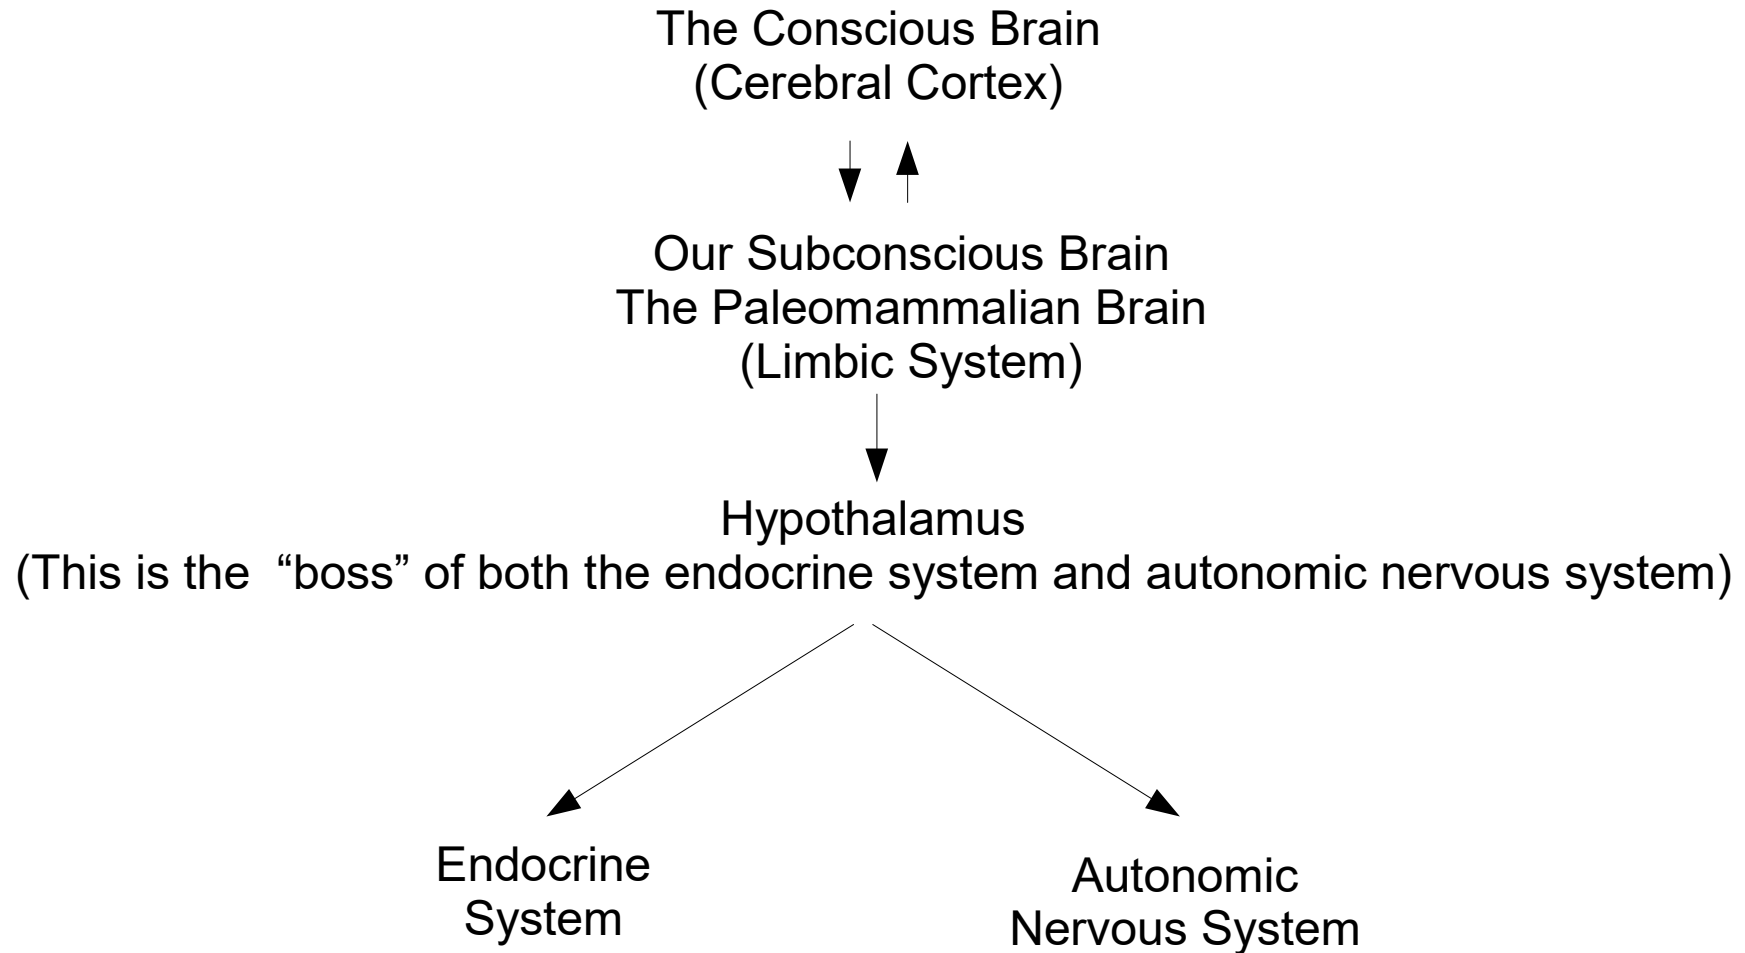 The Conscious Brain
(Cerebral Cortex)
Our Subconscious Brain
The Paleomammalian Brain
(Limbic System)
Hypothalamus
(This is the  “boss” of both the endocrine system and autonomic nervous system)
Endocrine
System
Autonomic
Nervous System